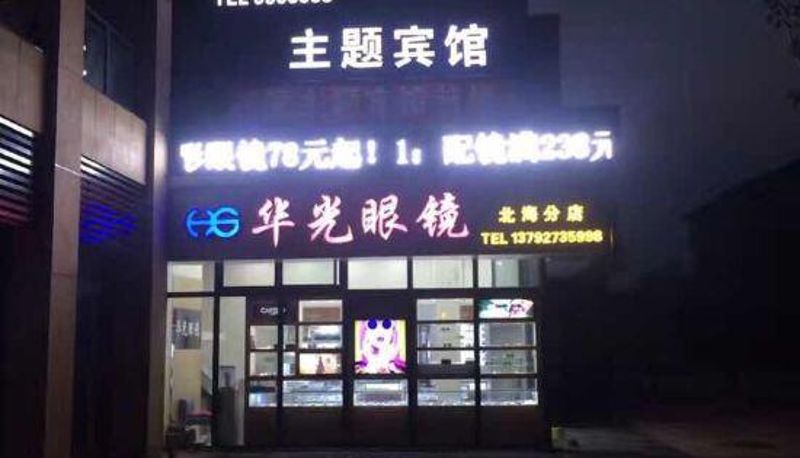 主题宾馆
眼镜78元起！1：配镜满238元
HG 华光眼镜 北海分店
TEL 13792735998